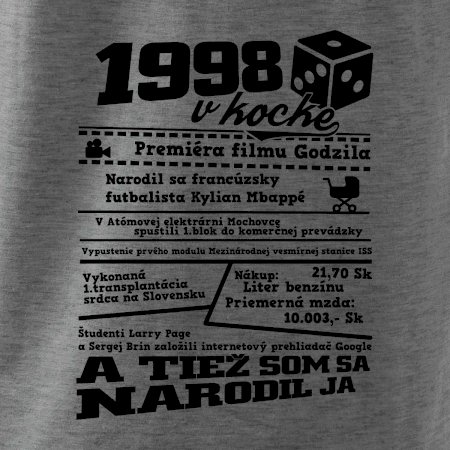 1998
v kocke
Premiéra filmu Godzila
Narodil sa francúzsky
futbalista Kylian Mbappé
V Atómovej elektrárni Mochovce
spustili 1.blok do komerčnej prevádzky
Vypustenie prvého modulu Mezinárodnej vesmírnej stanice ISS
Vykonaná
1.transplantácia
srdca na Slovensku
Nákup: 21,70 Sk
Liter benzínu
Priemerná mzda:
10.003,- Sk
Študenti Larry Page
a Sergej Brin založili internetový prehliadač Google
A TIEŽ SOM SA
NARODIL JA